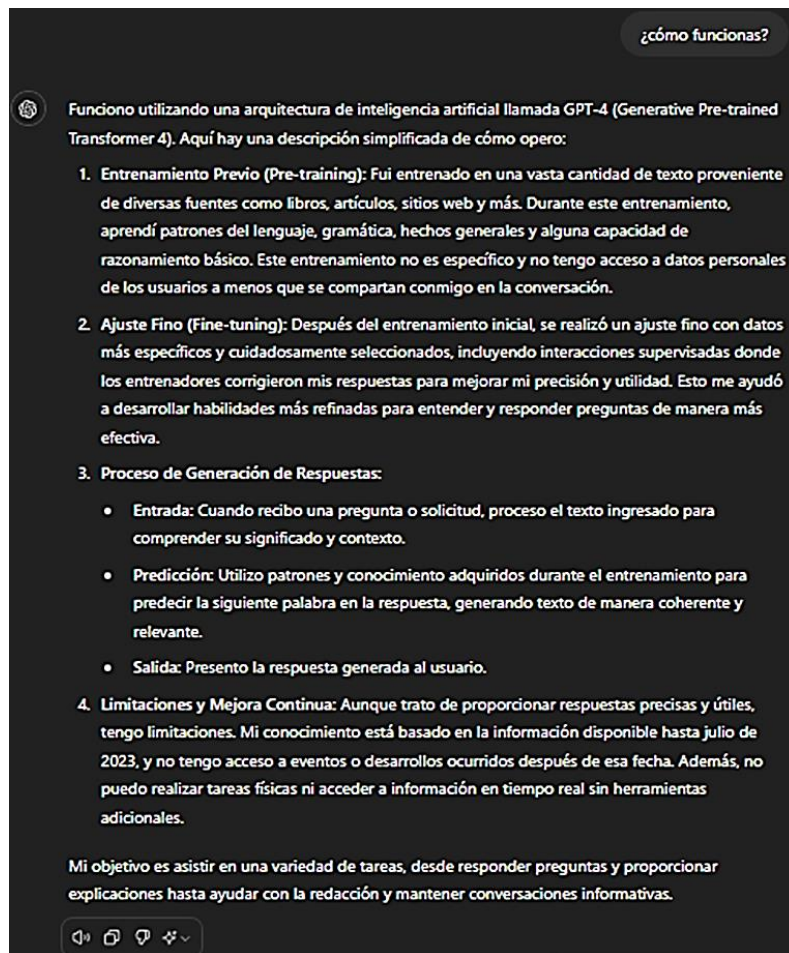 ¿cómo funcionas?
Funciono utilizando una arquitectura de inteligencia artificial llamada GPT-4 (Generative Pre-trained
Transformer 4). Aquí hay una descripción simplificada de cómo opero:
1. Entrenamiento Previo (Pre-training): Fui entrenado en una vasta cantidad de texto proveniente
de diversas fuentes como libros, artículos, sitios web y más. Durante este entrenamiento,
aprendí patrones del lenguaje, gramática, hechos generales y alguna capacidad de
razonamiento básico. Este entrenamiento no es específico y no tengo acceso a datos personales
de los usuarios a menos que se compartan conmigo en la conversación.
2. Ajuste Fino (Fine-tuning): Después del entrenamiento inicial, se realizó un ajuste fino con datos
más específicos y cuidadosamente seleccionados, incluyendo interacciones supervisadas donde
los entrenadores corrigieron mis respuestas para mejorar mi precisión y utilidad. Esto me ayudó
a desarrollar habilidades más refinadas para entender y responder preguntas de manera más
efectiva.
3. Proceso de Generación de Respuestas:
• Entrada: Cuando recibo una pregunta o solicitud, proceso el texto ingresado para
comprender su significado y contexto.
• Predicción: Utilizo patrones y conocimiento adquiridos durante el entrenamiento para
predecir la siguiente palabra en la respuesta, generando texto de manera coherente y
relevante.
• Salida: Presento la respuesta generada al usuario.
4. Limitaciones y Mejora Continua: Aunque trato de proporcionar respuestas precisas y útiles,
tengo limitaciones. Mi conocimiento está basado en la información disponible hasta julio de
2023, y no tengo acceso a eventos o desarrollos ocurridos después de esa fecha. Además, no
puedo realizar tareas físicas ni acceder a información en tiempo real sin herramientas
adicionales.
Mi objetivo es asistir en una variedad de tareas, desde responder preguntas y proporcionar
explicaciones hasta ayudar con la redacción y mantener conversaciones informativas.